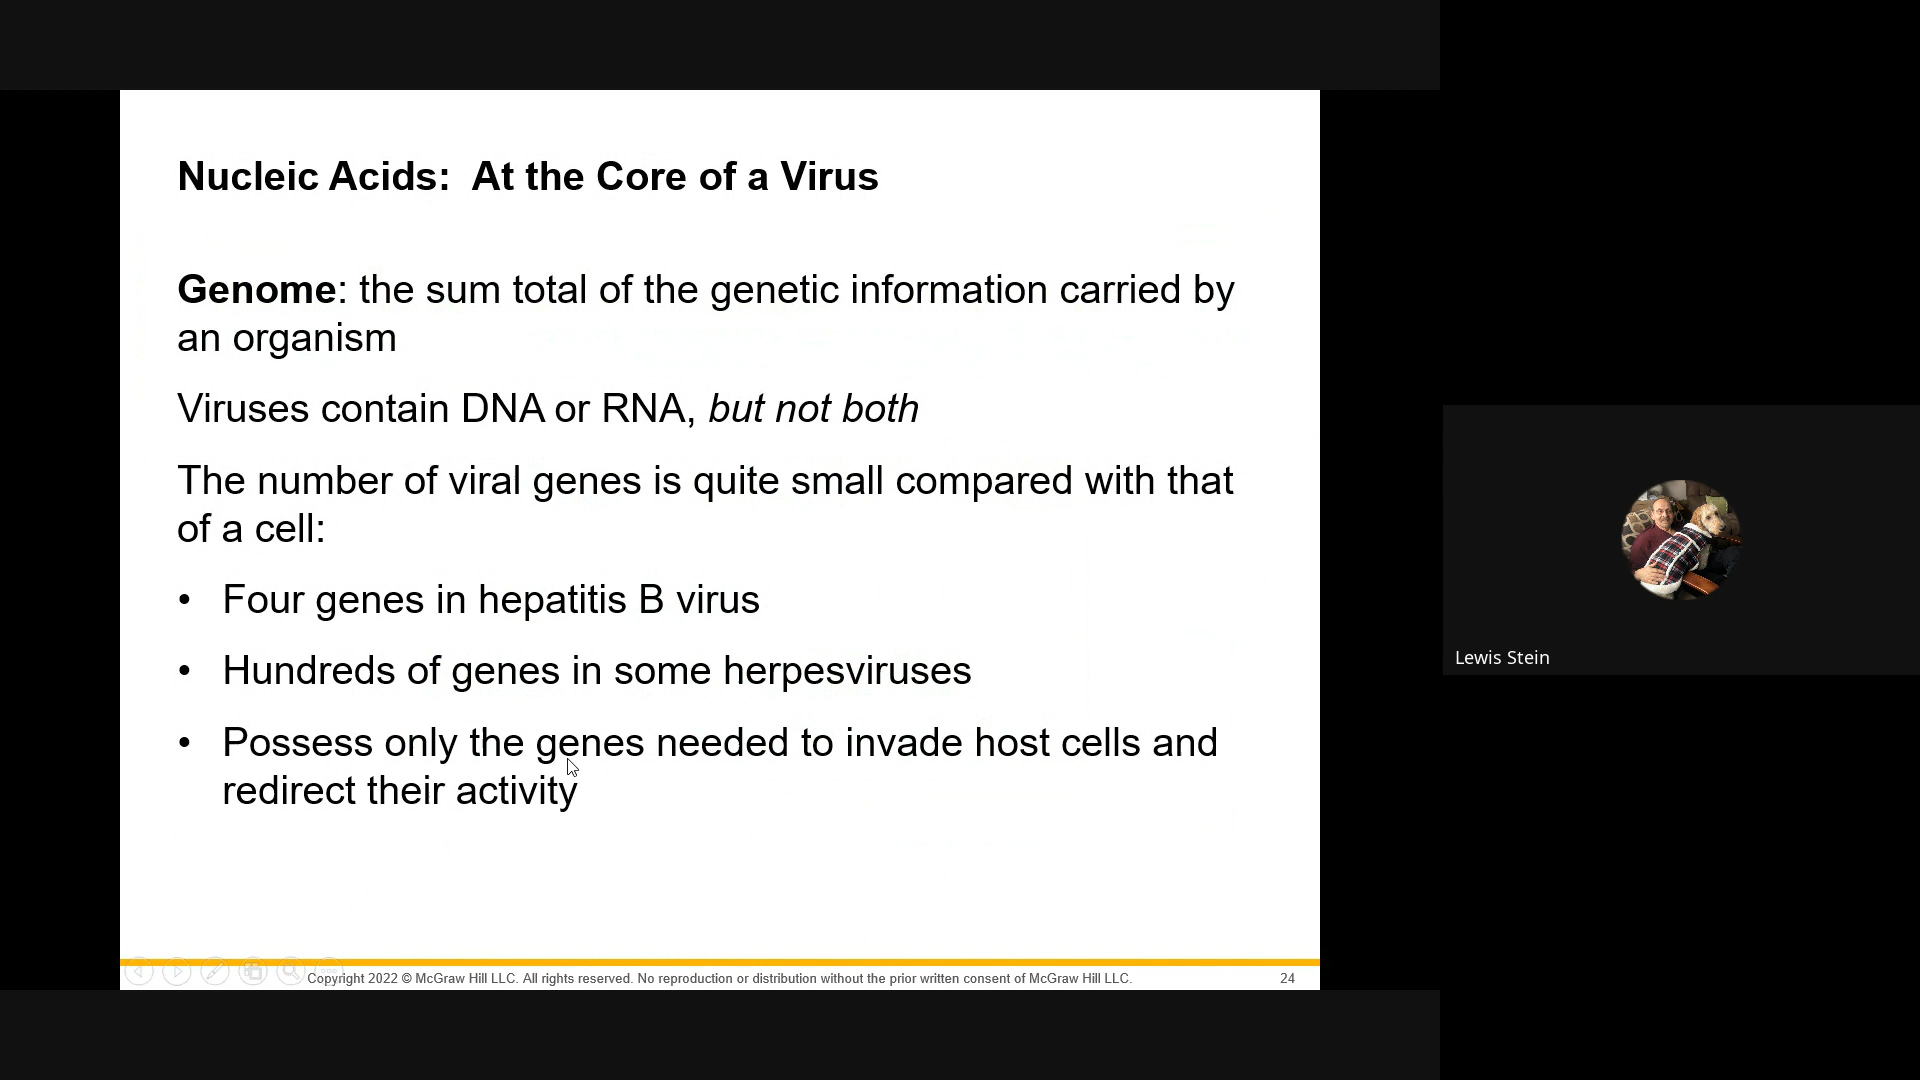 Nucleic Acids:  At the Core of a Virus
Genome: the sum total of the genetic information carried by
an organism
Viruses contain DNA or RNA, but not both
The number of viral genes is quite small compared with that
of a cell:
• Four genes in hepatitis B virus
• Hundreds of genes in some herpesviruses
• Possess only the genes needed to invade host cells and
redirect their activity
Copyright 2022 © McGraw Hill LLC. All rights reserved. No reproduction or distribution without the prior written consent of McGraw Hill LLC.
24
Lewis Stein